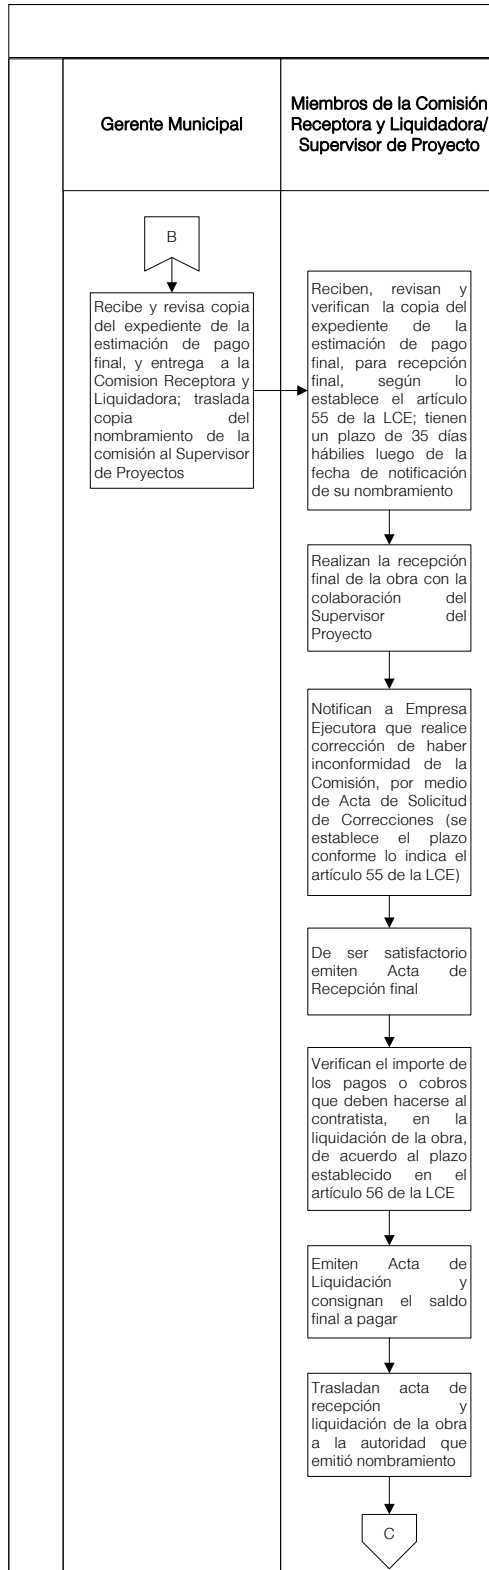 Gerente Municipal
Miembros de la Comisión
Receptora y Liquidadora/
Supervisor de Proyecto
B
Recibe y revisa copia
del expediente de la
estimación de pago
final, y entrega a la
Comision Receptora y
Liquidadora; traslada
copia del
nombramiento de la
comisión al Supervisor
de Proyectos
Reciben, revisan y
verifican la copia del
expediente de la
estimación de pago
final, para recepción
final, según lo
establece el artículo
55 de la LCE; tienen
un plazo de 35 días
hábilies luego de la
fecha de notificación
de su nombramiento
Realizan la recepción
final de la obra con la
colaboración del
Supervisor del
Proyecto
Notifican a Empresa
Ejecutora que realice
corrección de haber
inconformidad de la
Comisión, por medio
de Acta de Solicitud
de Correcciones (se
establece el plazo
conforme lo indica el
artículo 55 de la LCE)
De ser satisfactorio
emiten Acta de
Recepción final
Verifican el importe de
los pagos o cobros
que deben hacerse al
contratista, en la
liquidación de la obra,
de acuerdo al plazo
establecido en el
artículo 56 de la LCE
Emiten Acta de
Liquidación y
consignan el saldo
final a pagar
Trasladan acta de
recepción y
liquidación de la obra
a la autoridad que
emitió nombramiento
C